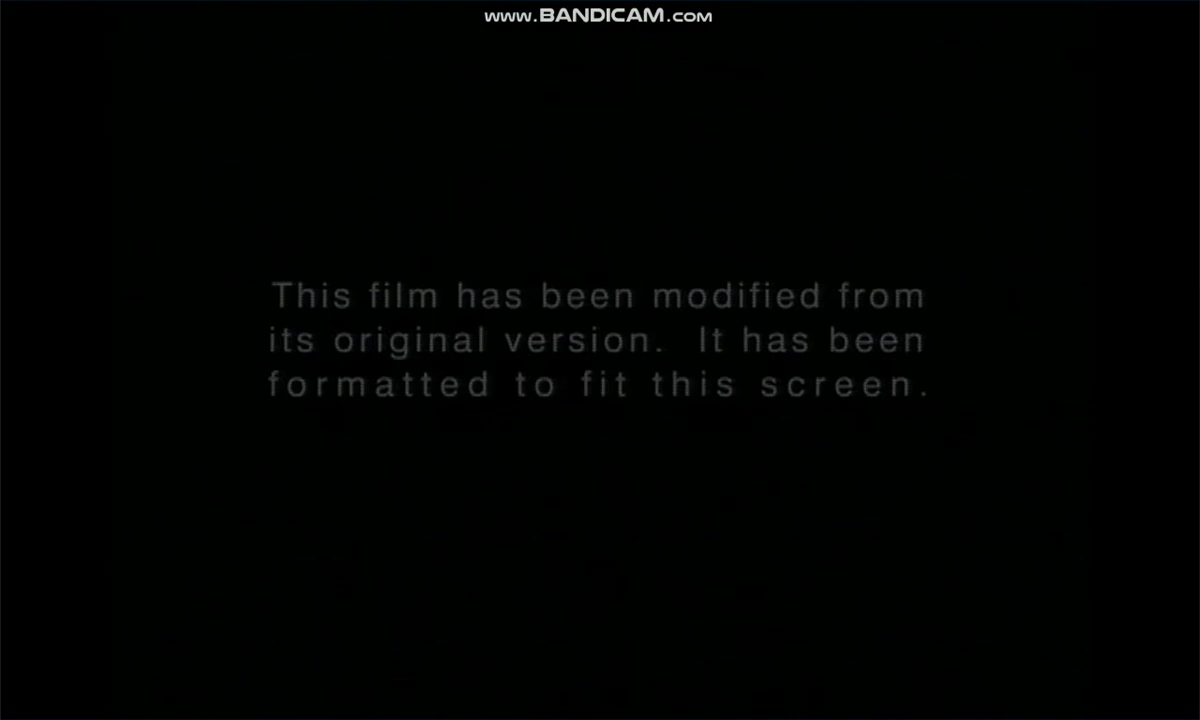 www.BANDICAM.com
This film has been modified from
its original version. It has been
formatted to fit this screen.